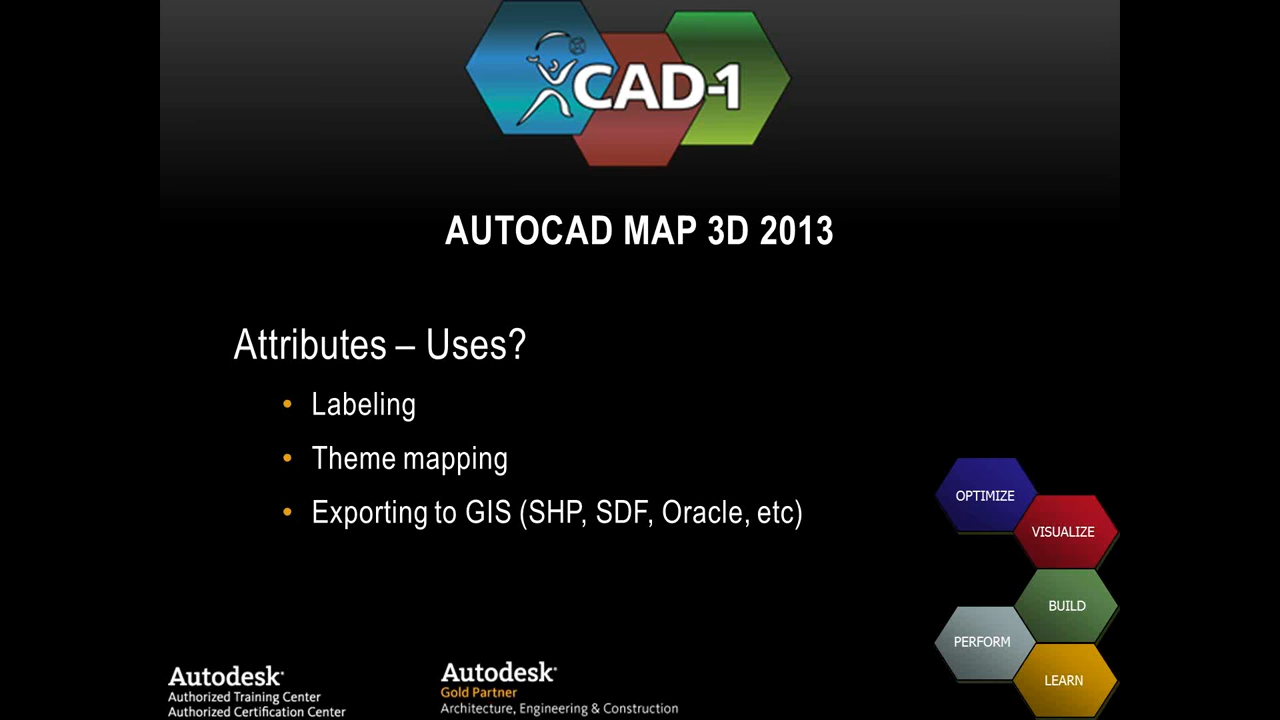 CAD-1
AUTOCAD MAP 3D 2013
Attributes – Uses?
• Labeling
• Theme mapping
• Exporting to GIS (SHP, SDF, Oracle, etc)
OPTIMIZE
VISUALIZE
BUILD
PERFORM
LEARN
Autodesk
Authorized Training Center
Authorized Certification Center
Autodesk
Gold Partner
Architecture, Engineering & Construction